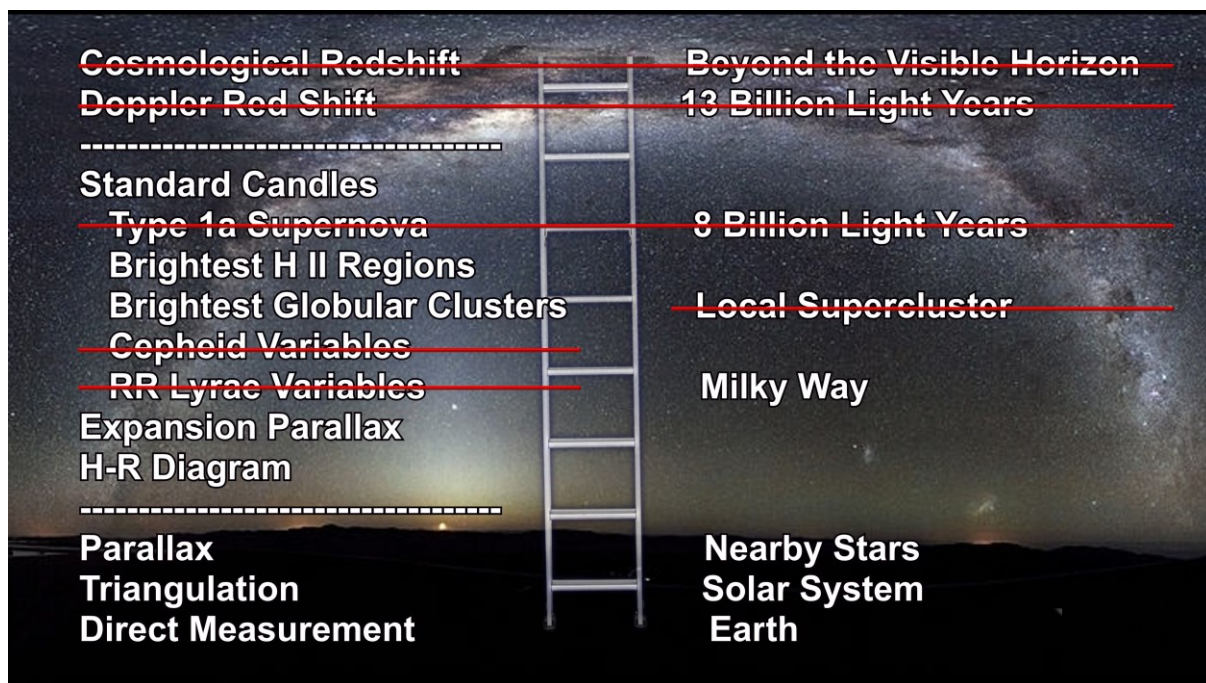 Cosmological Redshift Beyond the Visible Horizon
Doppler Red Shift 13 Billion Light Years
------------------------------------
Standard Candles
Type 1a Supernova 8 Billion Light Years
Brightest H II Regions
Brightest Globular Clusters Local Supercluster
Cepheid Variables
RR Lyrae Variables Milky Way
Expansion Parallax
H-R Diagram
------------------------------------
Parallax Nearby Stars
Triangulation Solar System
Direct Measurement Earth